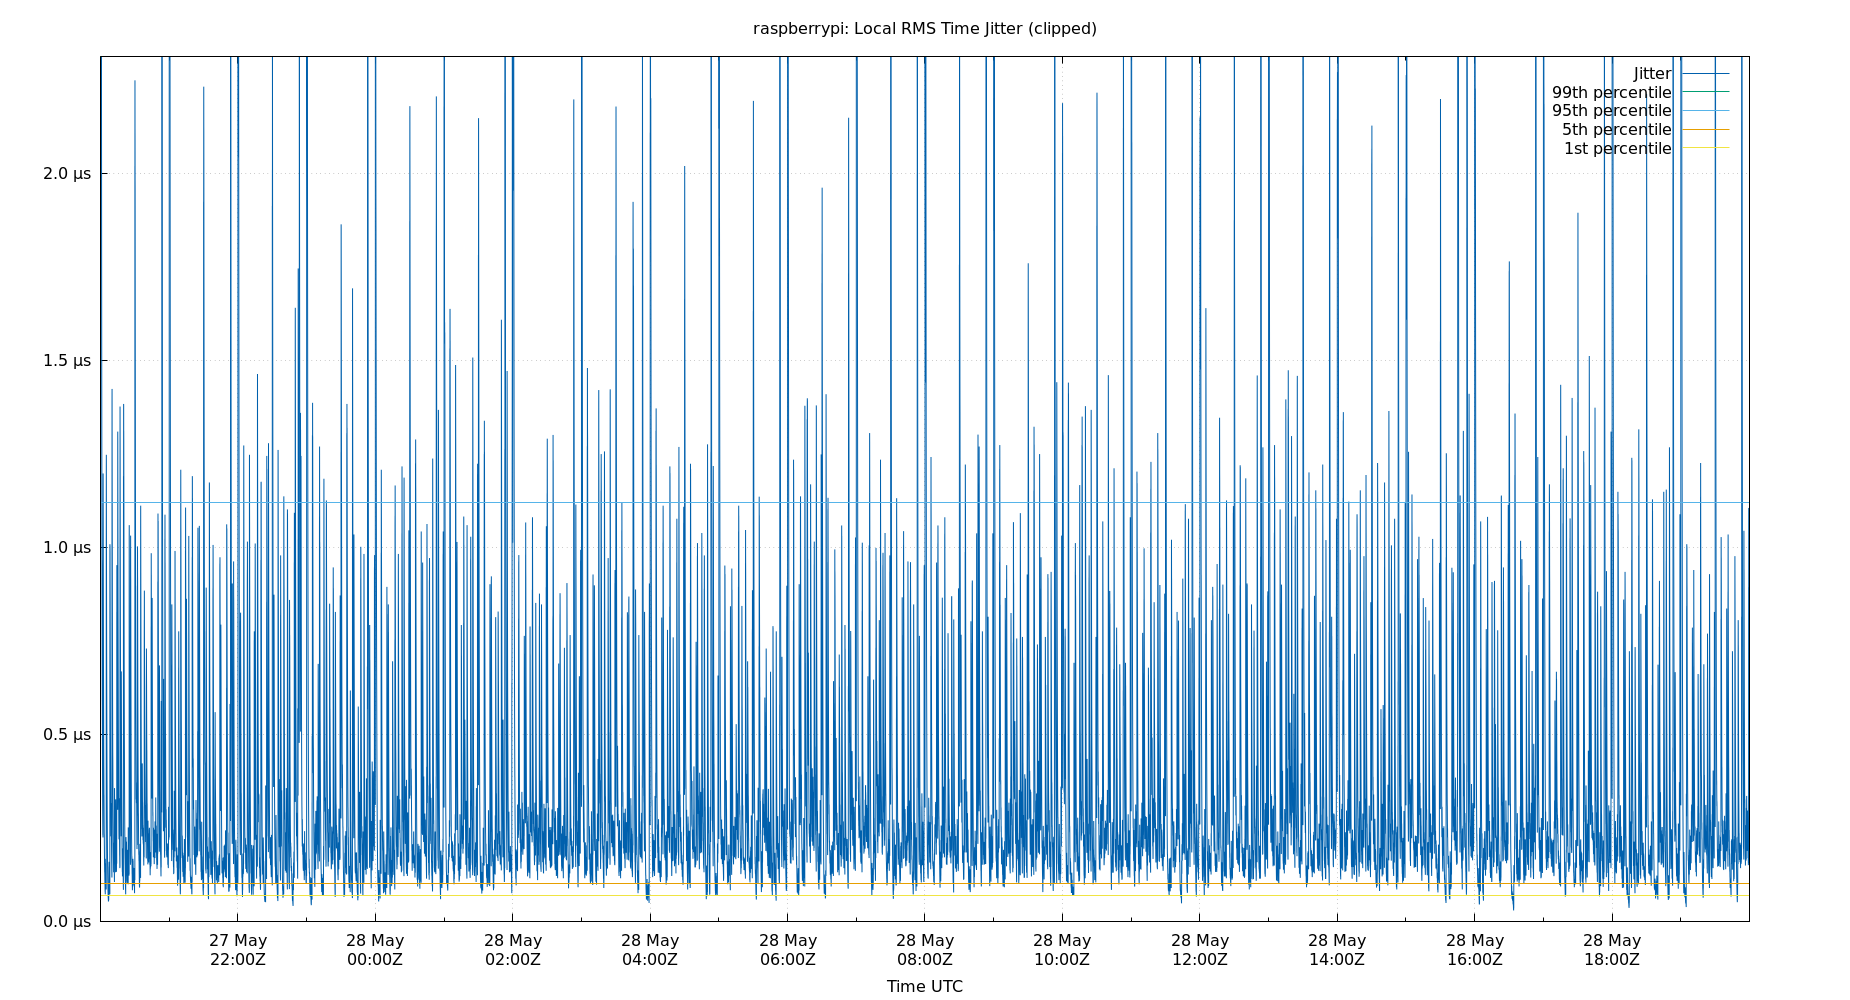 raspberrypi: Local RMS Time Jitter (clipped)
Jitter
99th percentile
95th percentile
5th percentile
1st percentile
2.0 µs
1.5 µs
1.0 µs
0.5 µs
0.0 µs
27 May 28 May 28 May 28 May 28 May 28 May 28 May 28 May 28 May 28 May 28 May
22:00Z 00:00Z 02:00Z 04:00Z 06:00Z 08:00Z 10:00Z 12:00Z 14:00Z 16:00Z 18:00Z
Time UTC